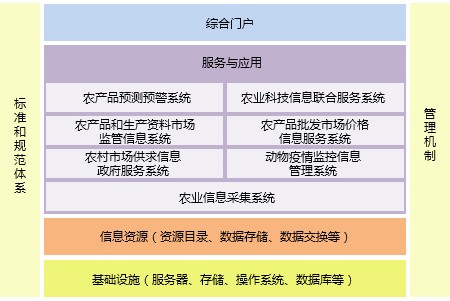 综合门户
标准和规范体系
服务与应用
农产品预测预警系统
农业科技信息联合服务系统
农产品和生产资料市场
监管信息系统
农产品批发市场价格
信息服务系统
农村市场供求信息
政府服务系统
动物疫情监控信息
管理系统
农业信息采集系统
管理机制
信息资源（资源目录、数据存储、数据交换等）
基础设施（服务器、存储、操作系统、数据库等）